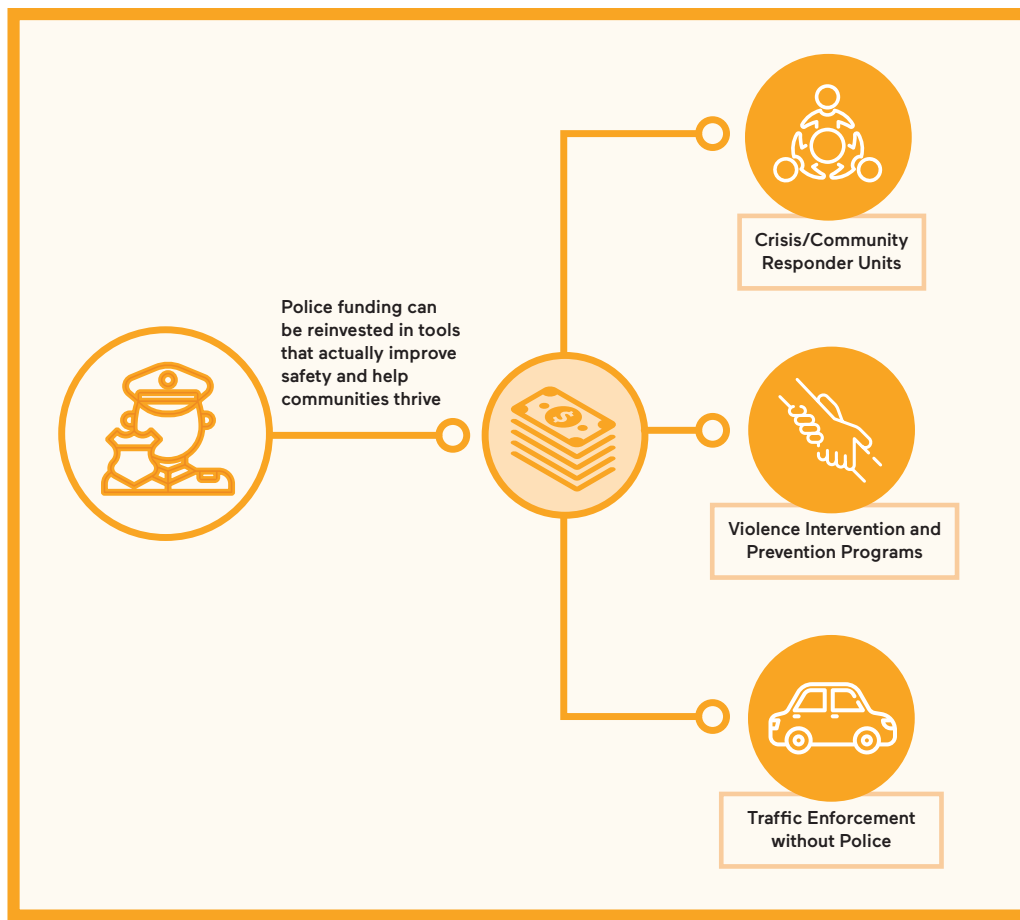 Police funding can
be reinvested in tools
that actually improve
safety and help
communities thrive
$
Crisis/Community
Responder Units
Violence Intervention and
Prevention Programs
Traffic Enforcement
without Police